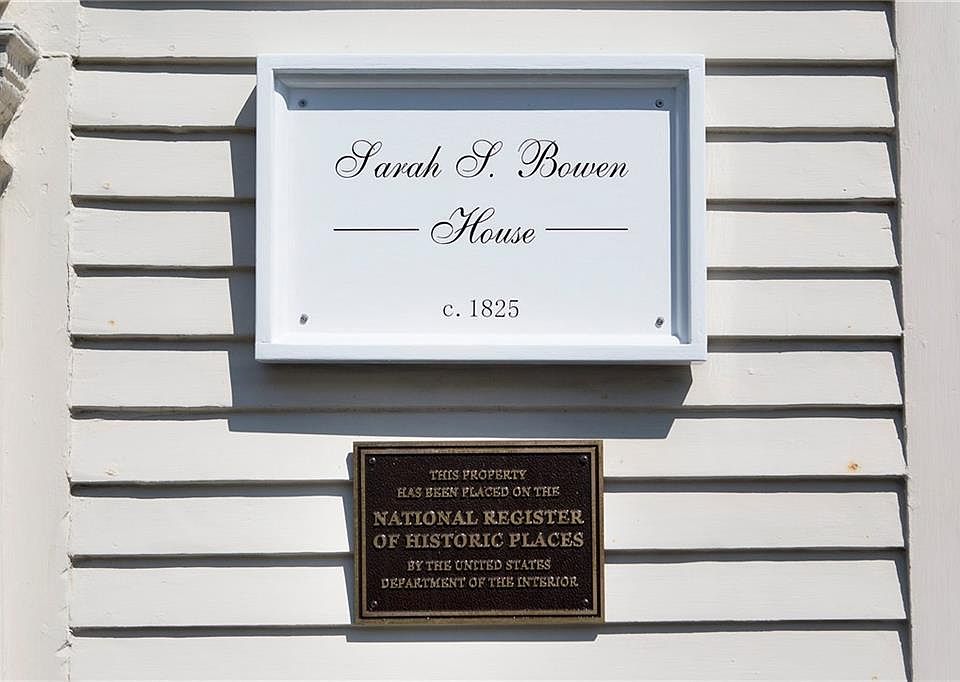 Sarah S. Bowen
House
c. 1825
THIS PROPERTY
HAS BEEN PLACED ON THE
NATIONAL REGISTER
OF HISTORIC PLACES
BY THE UNITED STATES
DEPARTMENT OF THE INTERIOR